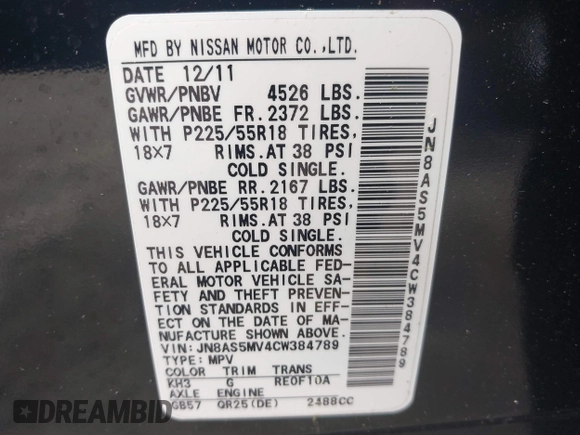 MFD BY NISSAN MOTOR CO.,LTD.
DATE 12/11
GVWR/PNBV 4526 LBS.
GAWR/PNBE FR. 2372 LBS.
WITH P225/55R18 TIRES,
18X7 RIMS. AT 38 PSI
COLD SINGLE.
GAWR/PNBE RR. 2167 LBS.
WITH P225/55R18 TIRES,
18X7 RIMS. AT 38 PSI
COLD SINGLE.
THIS VEHICLE CONFORMS
TO ALL APPLICABLE FED-
ERAL MOTOR VEHICLE SA-
FETY AND THEFT PREVEN-
TION STANDARDS IN EFF-
ECT ON THE DATE OF MA-
NUFACTURE SHOWN ABOVE.
VIN: JN8AS5MV4CW384789
TYPE: MPV
COLOR TRIM TRANS
KH3 G RE0F10A
AXLE ENGINE
GB57 QR25(DE) 2488CC
JN8AS5MV4CW384789
DEALERS AUCTION HISTORY